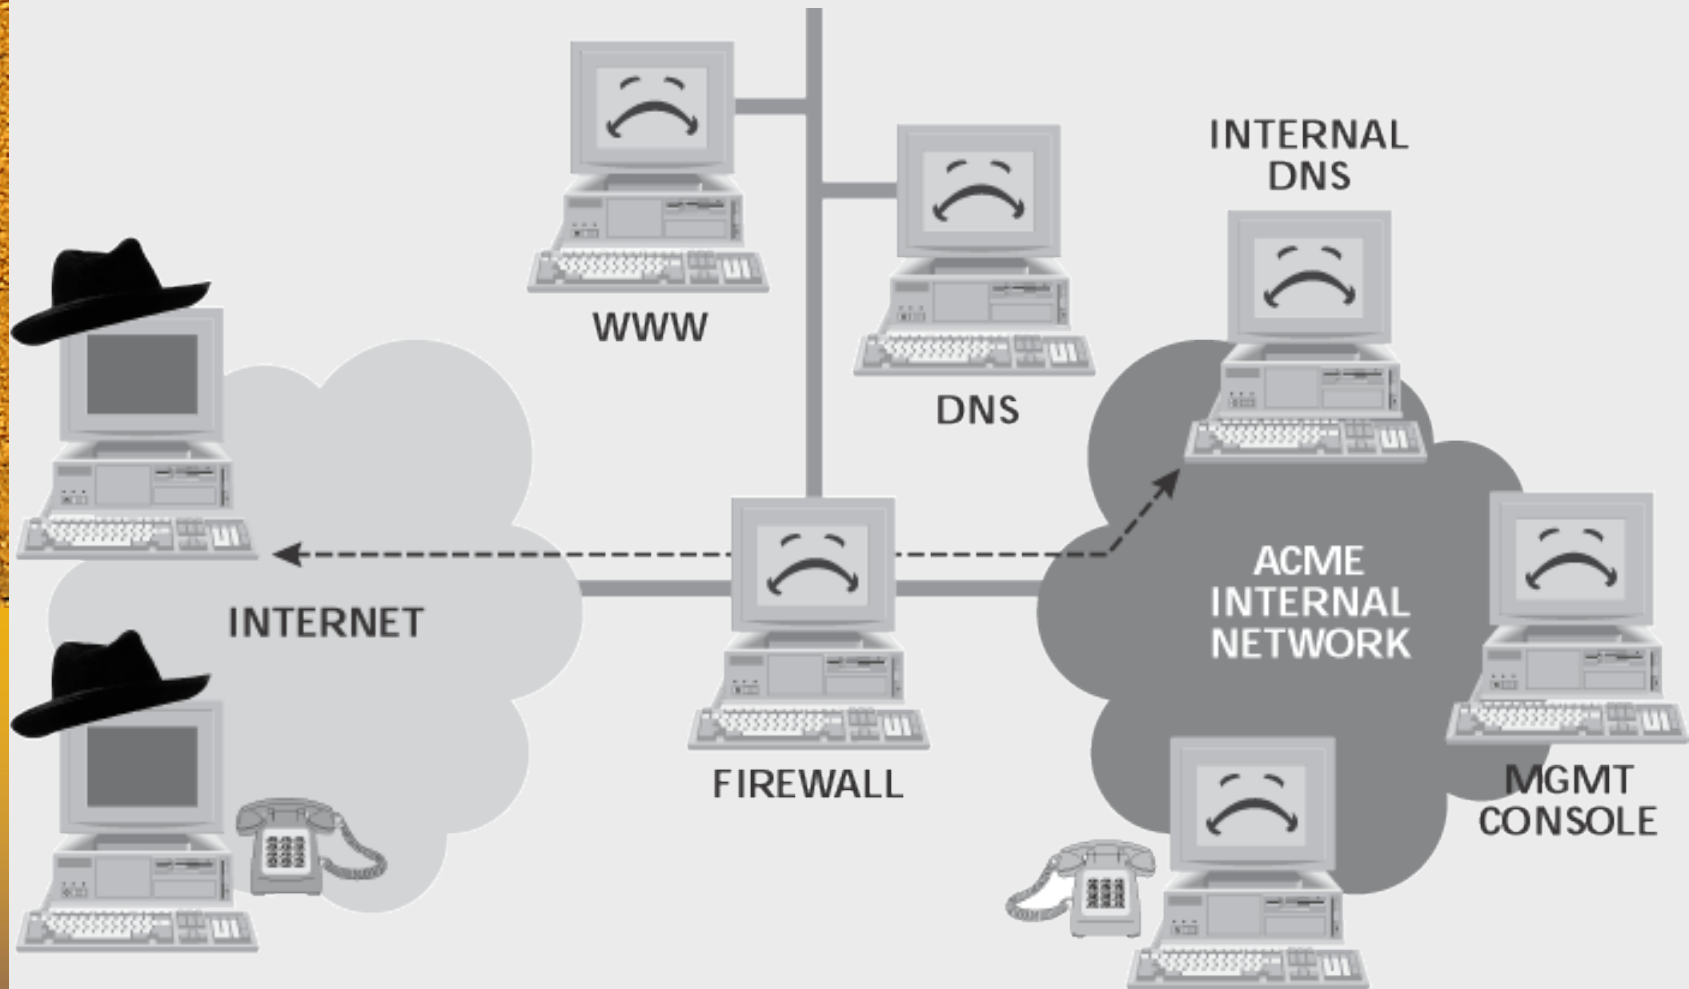 INTERNAL
DNS
WWW
DNS
INTERNET
ACME
INTERNAL
NETWORK
FIREWALL
MGMT
CONSOLE